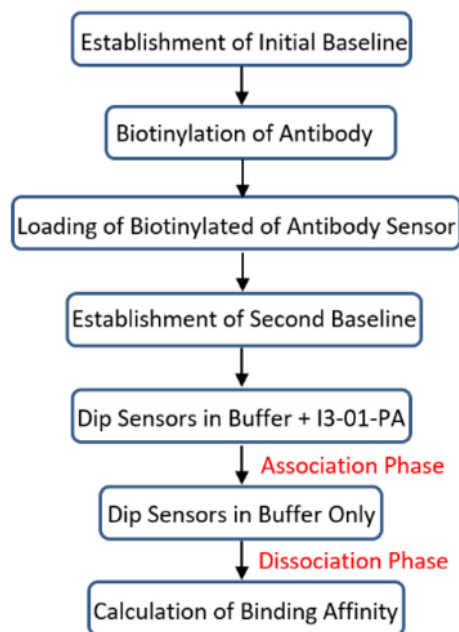 Establishment of Initial Baseline
Biotinylation of Antibody
Loading of Biotinylated of Antibody Sensor
Establishment of Second Baseline
Dip Sensors in Buffer + I3-01-PA
Association Phase
Dip Sensors in Buffer Only
Dissociation Phase
Calculation of Binding Affinity